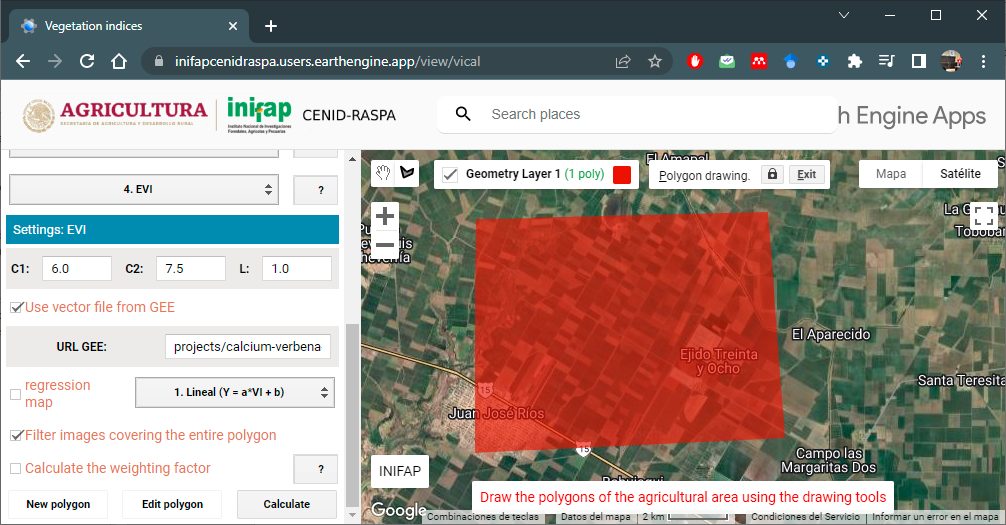 Vegetation indices
inifapcenidraspa.users.earthengine.app/view/vical
AGRICULTURA
SECRETARÍA DE AGRICULTURA Y DESARROLLO RURAL
inifap
Instituto Nacional de Investigaciones
Forestales, Agrícolas y Pecuarias
CENID-RASPA
Search places
h Engine Apps
4. EVI
?
Settings: EVI
C1: 6.0 C2: 7.5 L: 1.0
Use vector file from GEE
URL GEE: projects/calcium-verbena
regression
map
1. Lineal (Y = a*VI + b)
Filter images covering the entire polygon
Calculate the weighting factor
?
New polygon Edit polygon Calculate
Geometry Layer 1 (1 poly)
Polygon drawing. Exit
Mapa Satélite
El Amapal
La G
Tobobam
El Aparecido
Ejido Treinta
y Ocho
Santa Teresita
15
Juan José Ríos
15
Campo las
Margaritas Dos
INIFAP
Draw the polygons of the agricultural area using the drawing tools
Google
Combinaciones de teclas Datos del mapa 2 km Condiciones del Servicio Informar un error en el mapa